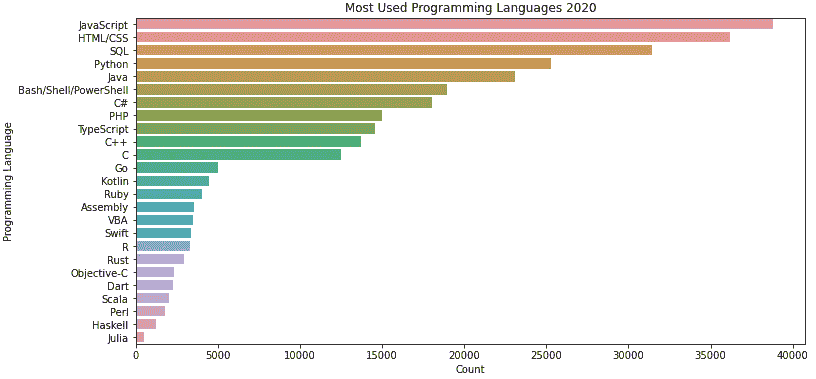 Most Used Programming Languages 2020
Programming Language
JavaScript
HTML/CSS
SQL
Python
Java
Bash/Shell/PowerShell
C#
PHP
TypeScript
C++
C
Go
Kotlin
Ruby
Assembly
VBA
Swift
R
Rust
Objective-C
Dart
Scala
Perl
Haskell
Julia
0 5000 10000 15000 20000 25000 30000 35000 40000
Count